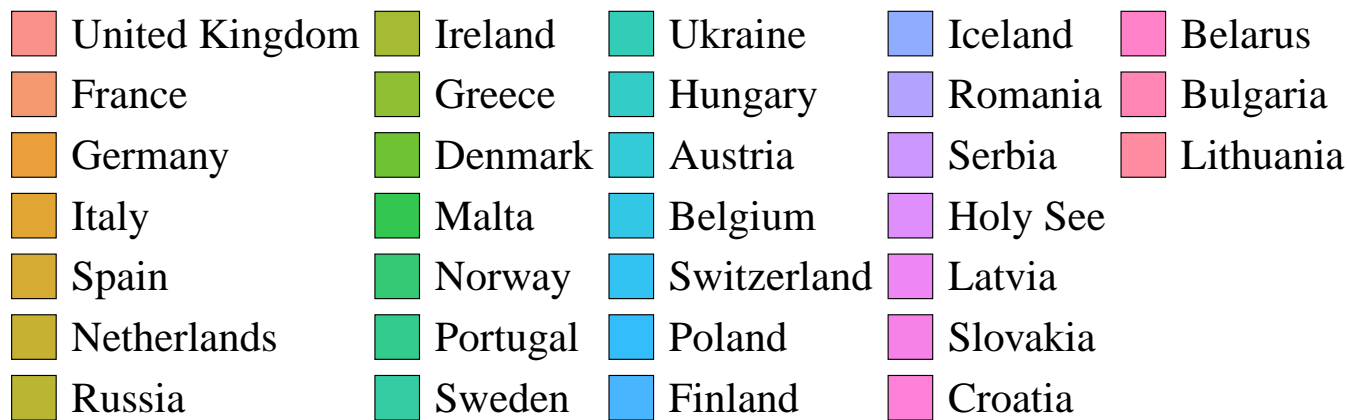 United Kingdom Ireland Ukraine Iceland Belarus
France Greece Hungary Romania Bulgaria
Germany Denmark Austria Serbia Lithuania
Italy Malta Belgium Holy See
Spain Norway Switzerland Latvia
Netherlands Portugal Poland Slovakia
Russia Sweden Finland Croatia